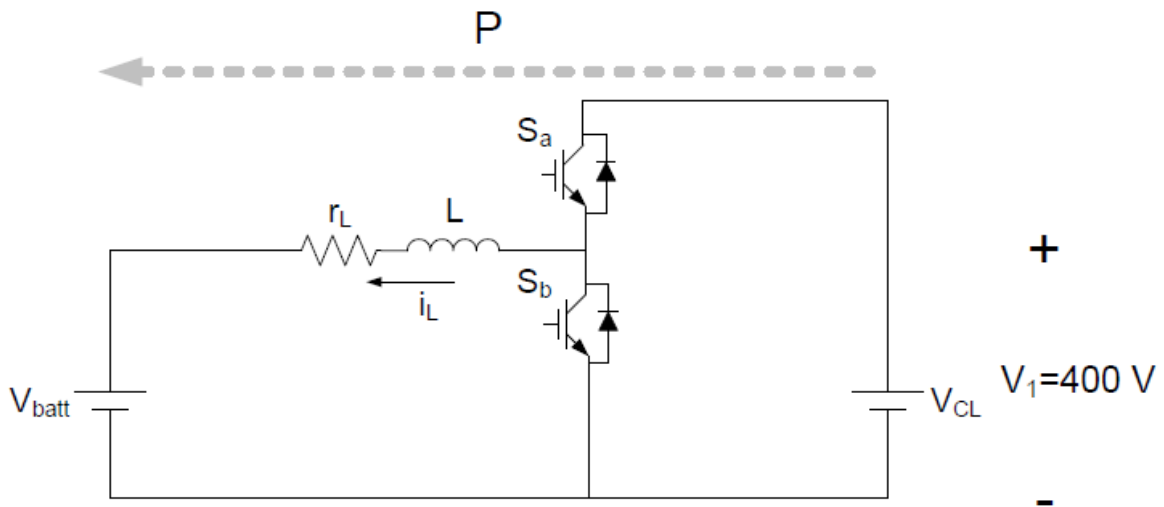 P
Sa
rL
L
iL
Sb
Vbatt
VCL
+
V1=400 V
-